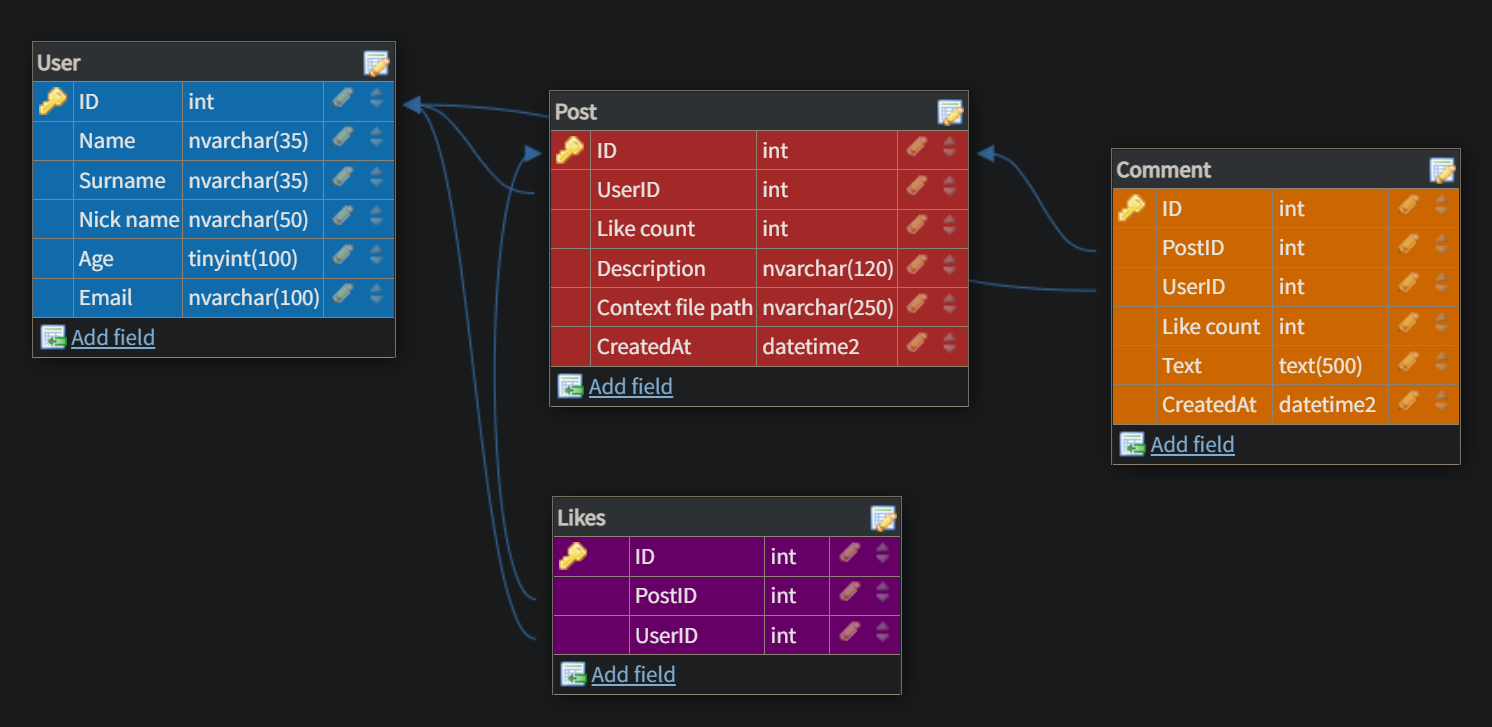 User
ID int
Name nvarchar(35)
Surname nvarchar(35)
Nick name nvarchar(50)
Age tinyint(100)
Email nvarchar(100)
Add field
Post
ID int
UserID int
Like count int
Description nvarchar(120)
Context file path nvarchar(250)
CreatedAt datetime2
Add field
Comment
ID int
PostID int
UserID int
Like count int
Text text(500)
CreatedAt datetime2
Add field
Likes
ID int
PostID int
UserID int
Add field